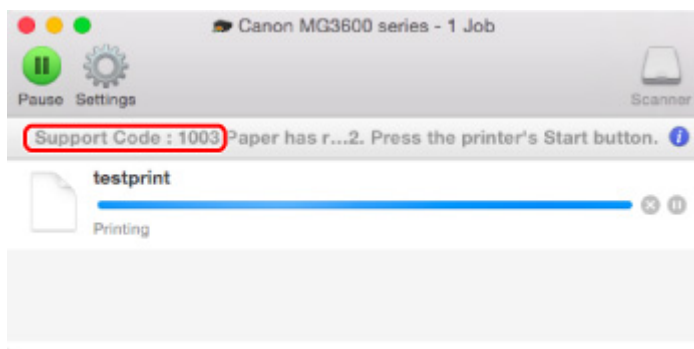 Canon MG3600 series - 1 Job
Pause Settings Scanner
Support Code : 1003 Paper has r...2. Press the printer's Start button.
testprint
Printing